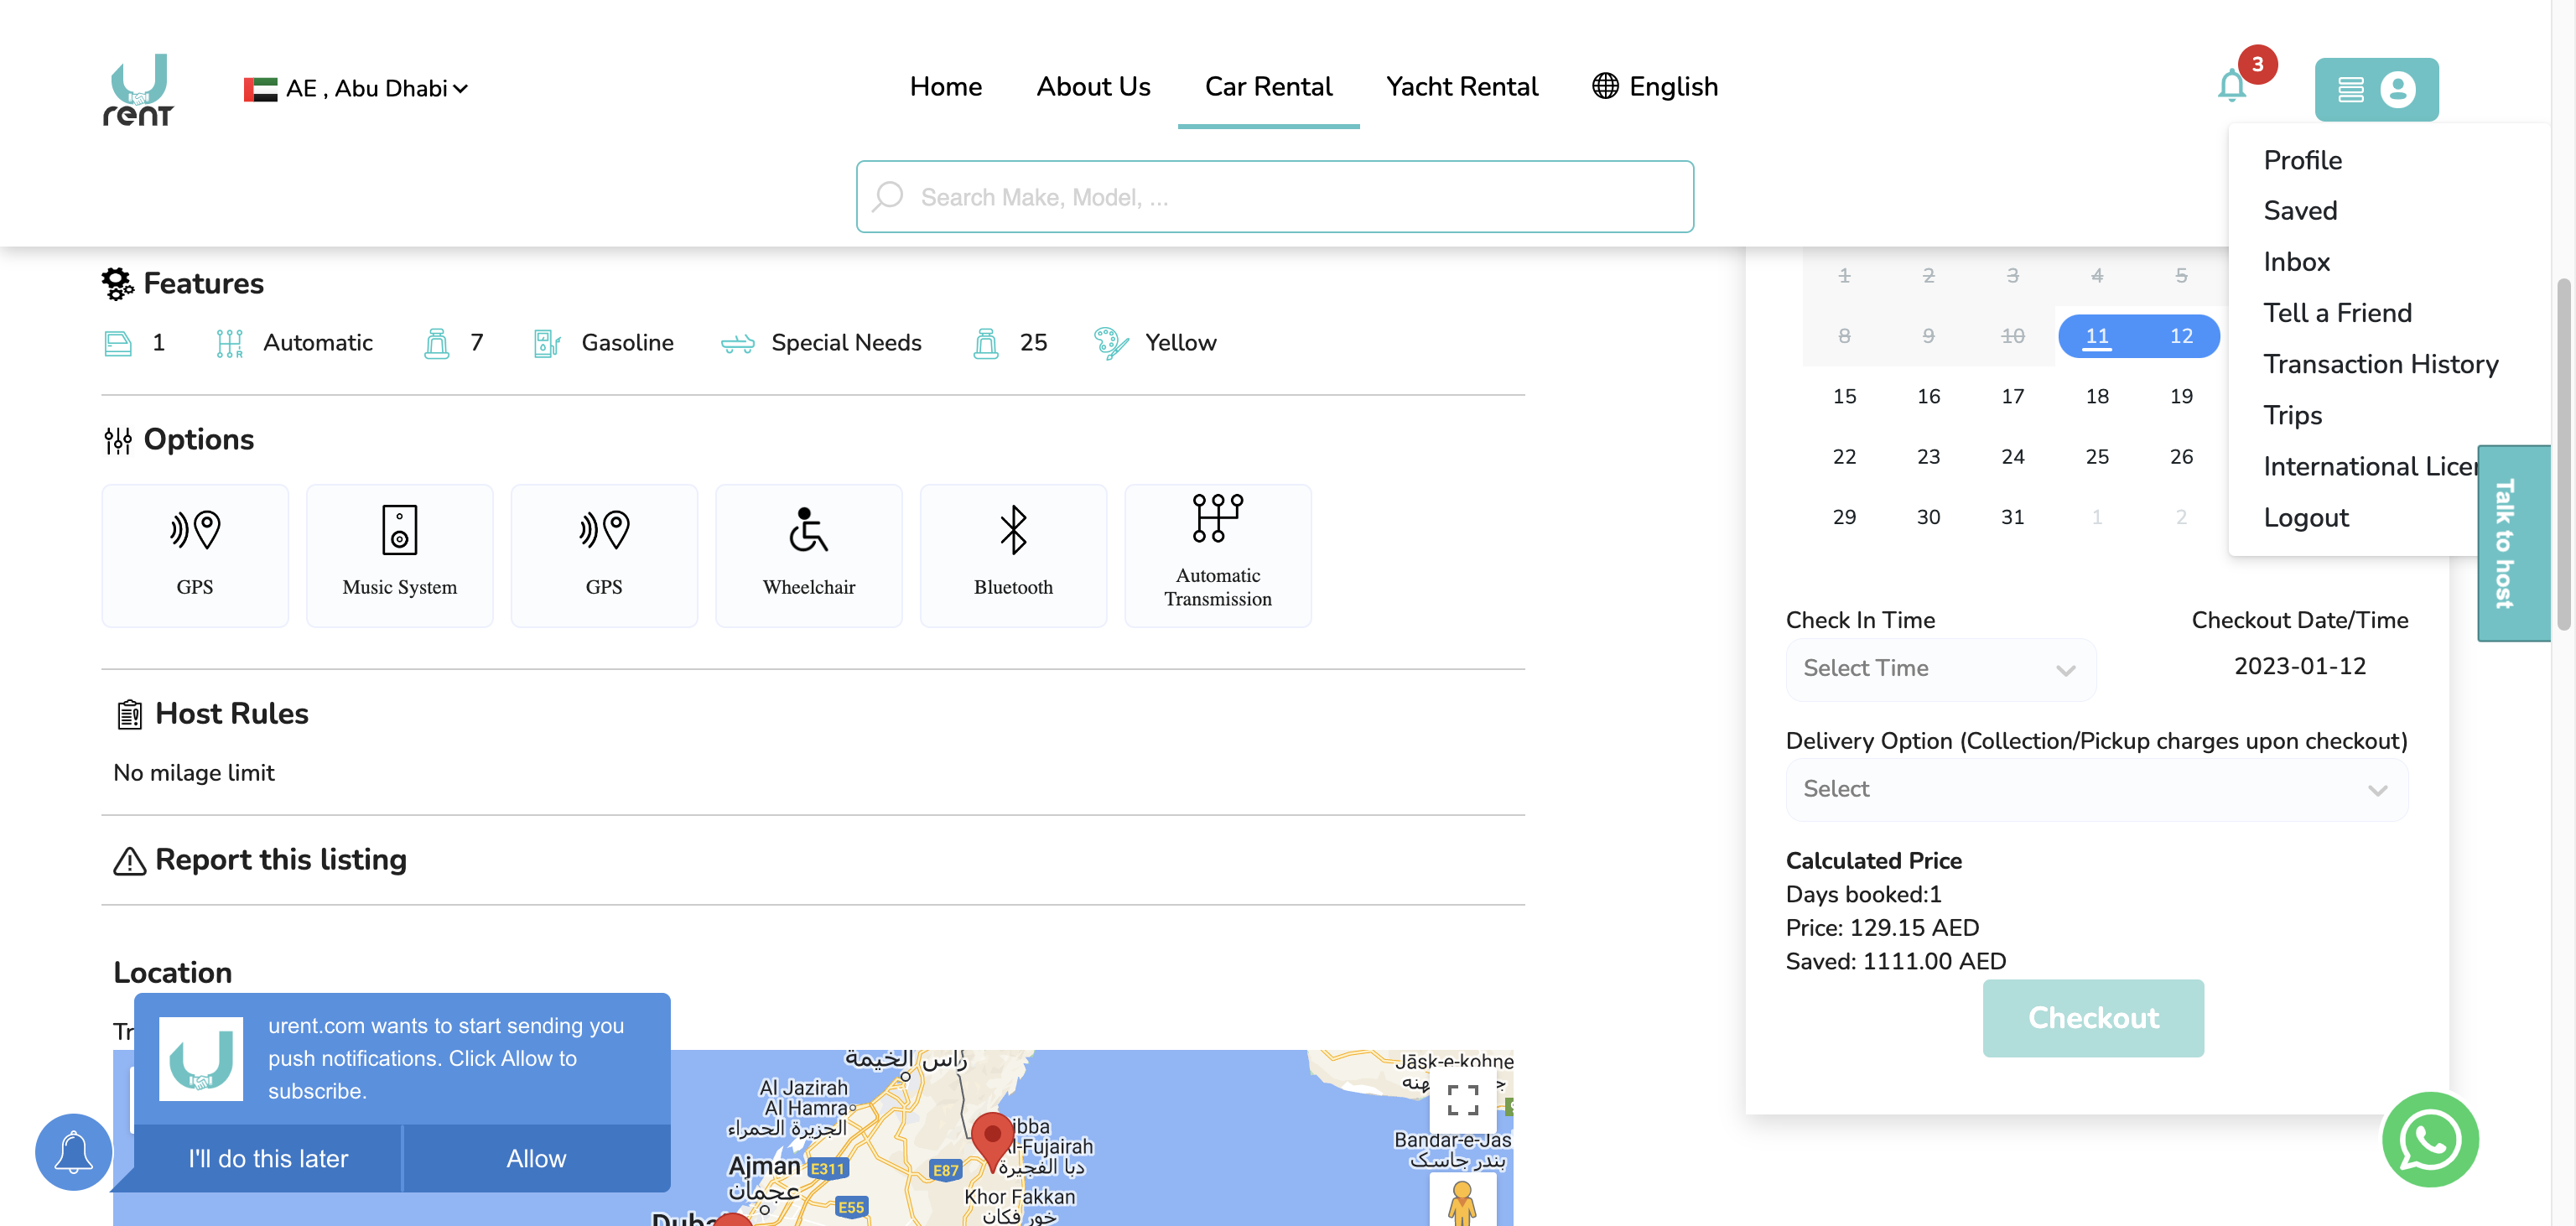 rent
AE , Abu Dhabi
Home
About Us
Car Rental
Yacht Rental
English
3
Search Make, Model, ...
Profile
Saved
Inbox
Tell a Friend
Transaction History
Trips
International Licen
Logout
Talk to host
Features
1
Automatic
7
Gasoline
Special Needs
25
Yellow
Options
GPS
Music System
GPS
Wheelchair
Bluetooth
Automatic
Transmission
Host Rules
No milage limit
Report this listing
Location
Tr
urent.com wants to start sending you
push notifications. Click Allow to
subscribe.
I'll do this later
Allow
1 2 3 4 5
8 9 10 11 12
15 16 17 18 19
22 23 24 25 26
29 30 31 1 2
Check In Time
Select Time
Checkout Date/Time
2023-01-12
Delivery Option (Collection/Pickup charges upon checkout)
Select
Calculated Price
Days booked:1
Price: 129.15 AED
Saved: 1111.00 AED
Checkout
رأس الخيمة
Al Jazirah
Al Hamra
الجزيرة الحمراء
Ajman
عجمان
E311
E87
E55
ibba
Al-Fujairah
دبا الفجيرة
Khor Fakkan
خور فكان
Jāsk-e-kohne
Bandar-e-Jas
بندر جاسک
Duba